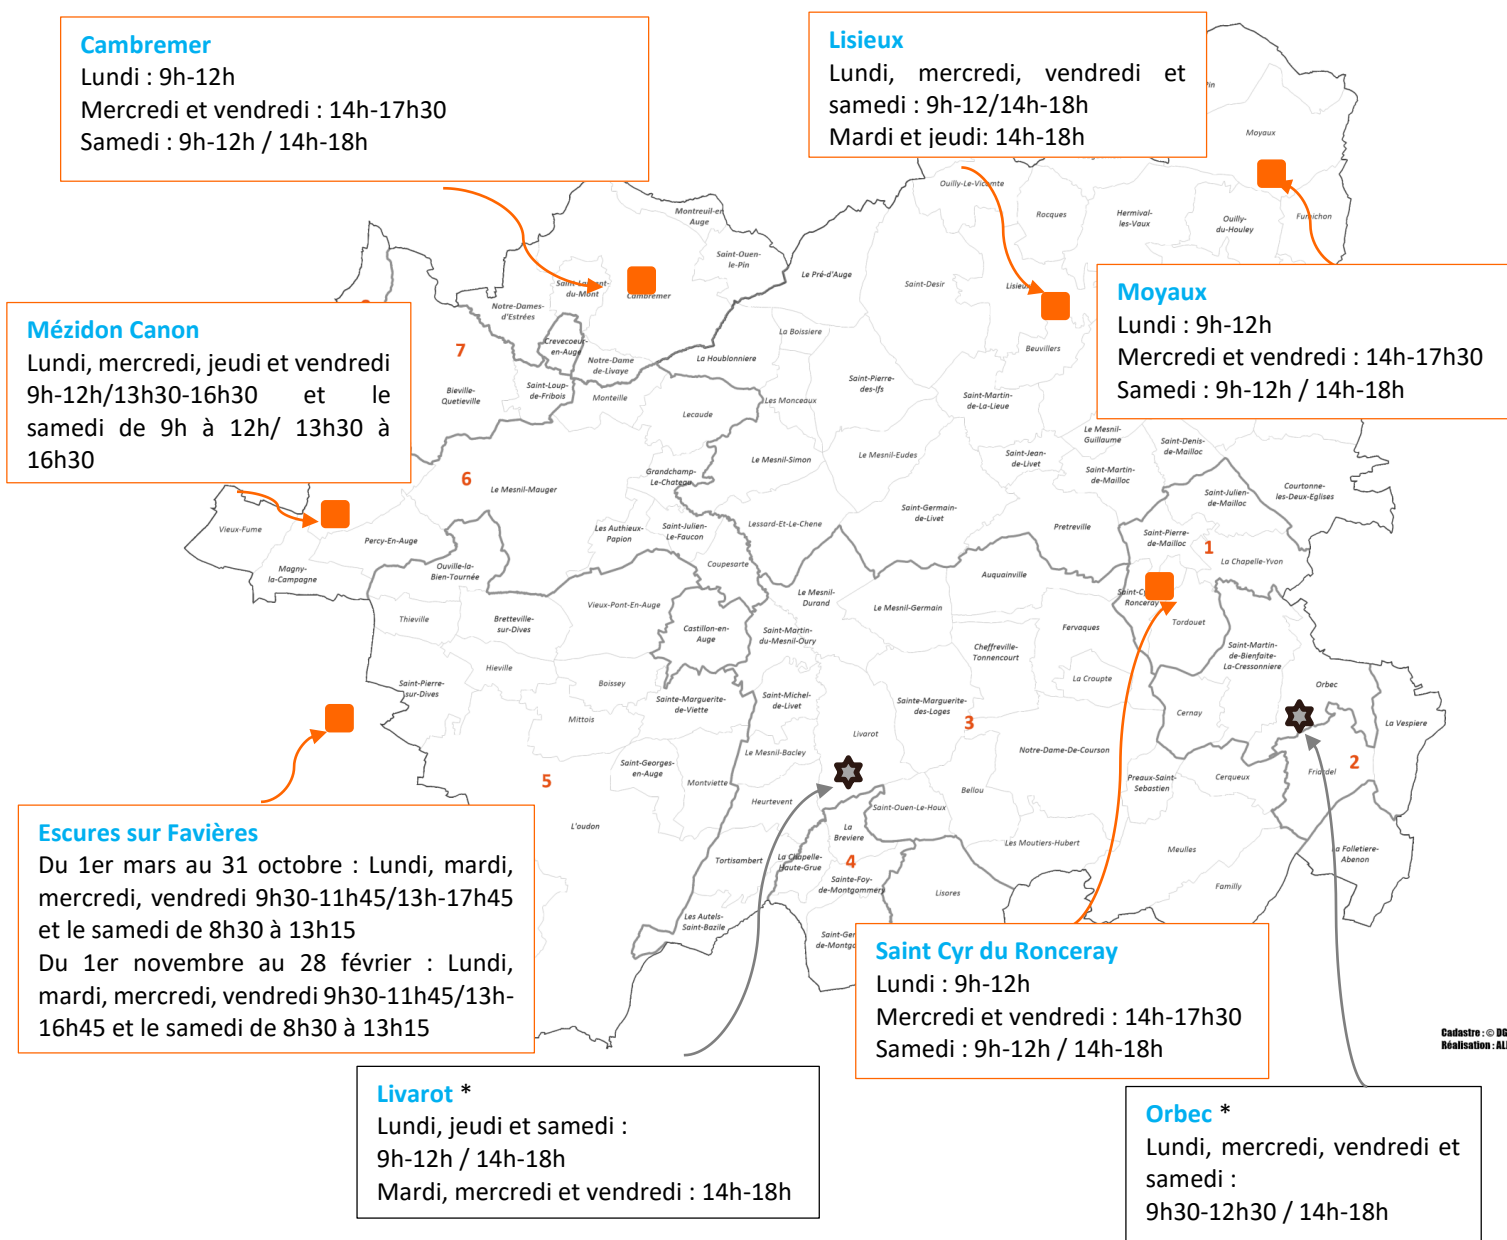 Cambremer
Lundi : 9h-12h
Mercredi et vendredi : 14h-17h30
Samedi : 9h-12h / 14h-18h
Lisieux
Lundi, mercredi, vendredi et
samedi : 9h-12/14h-18h
Mardi et jeudi: 14h-18h
Moyaux
Ouilly-Le-Vicomte
Rocques
Hermival-
les-Vaux
Ouilly-
du-Houley
Fumichon
Montreuil-en
Auge
Saint-Ouen-
le-Pin
Le Pré-d'Auge
Saint-Desir
Lisieux
Saint-Laurent-
du-Mont
Cambremer
Notre-Dames-
d'Estrées
Crevecoeur-
en-Auge
Notre-Dame
de-Livaye
La Houblonniere
La Boissiere
Beuvillers
Moyaux
Lundi : 9h-12h
Mercredi et vendredi : 14h-17h30
Samedi : 9h-12h / 14h-18h
Mézidon Canon
Lundi, mercredi, jeudi et vendredi
9h-12h/13h30-16h30 et le
samedi de 9h à 12h/ 13h30 à
16h30
7
Bieville-
Quetieville
Saint-Loup-
de-Fribois
Monteille
Lecaude
Les Monceaux
Saint-Pierre-
des-Ifs
Saint-Martin-
de-La-Lieue
Le Mesnil-
Guillaume
Saint-Denis-
de-Mailloc
6
Le Mesnil-Mauger
Grandchamp-
Le-Chateau
Le Mesnil-Simon
Le Mesnil-Eudes
Saint-Jean-
de-Livet
Saint-Martin-
de-Mailloc
Saint-Julien-
de-Mailloc
Courtonne-
les-Deux-Eglises
Vieux-Fume
Percy-En-Auge
Les Authieux-
Papion
Saint-Julien-
Le-Faucon
Lessard-Et-Le-Chene
Saint-Germain-
de-Livet
Pretreville
Saint-Pierre-
de-Mailloc
1
La Chapelle-Yvon
Magny-
la-Campagne
Ouville-la-
Bien-Tournée
Coupesarte
Le Mesnil-
Durand
Le Mesnil-Germain
Auquainville
Saint-Cyr-du
Ronceray
Tordouet
Thieville
Bretteville-
sur-Dives
Vieux-Pont-En-Auge
Castillon-en-
Auge
Saint-Martin-
du-Mesnil-Oury
Cheffreville-
Tonnencourt
Fervaques
Saint-Martin-
de-Bienfaite-
La-Cressonniere
Hieville
Saint-Pierre-
sur-Dives
Boissey
Sainte-Marguerite-
de-Viette
Saint-Michel-
de-Livet
Sainte-Marguerite-
des-Loges
La Croupte
Orbec
Mittois
3
Cernay
La Vespiere
Livarot
Le Mesnil-Bacley
Notre-Dame-De-Courson
Saint-Georges-
en-Auge
Montviette
5
Preaux-Saint-
Sebastien
Cerqueux
Friardel
2
Heurtevent
Saint-Ouen-Le-Houx
Bellou
L'oudon
La
Breviere
Les Moutiers-Hubert
Meulles
La Folletiere-
Abenon
Tortisambert
La Chapelle-
Haute-Grue
4
Sainte-Foy-
de-Montgommery
Lisores
Familly
Les Autels-
Saint-Bazile
Escures sur Favières
Du 1er mars au 31 octobre : Lundi, mardi,
mercredi, vendredi 9h30-11h45/13h-17h45
et le samedi de 8h30 à 13h15
Du 1er novembre au 28 février : Lundi,
mardi, mercredi, vendredi 9h30-11h45/13h-
16h45 et le samedi de 8h30 à 13h15
Saint Cyr du Ronceray
Lundi : 9h-12h
Mercredi et vendredi : 14h-17h30
Samedi : 9h-12h / 14h-18h
Cadastre : © DG
Réalisation : AL
Livarot *
Lundi, jeudi et samedi :
9h-12h / 14h-18h
Mardi, mercredi et vendredi : 14h-18h
Orbec *
Lundi, mercredi, vendredi et
samedi :
9h30-12h30 / 14h-18h